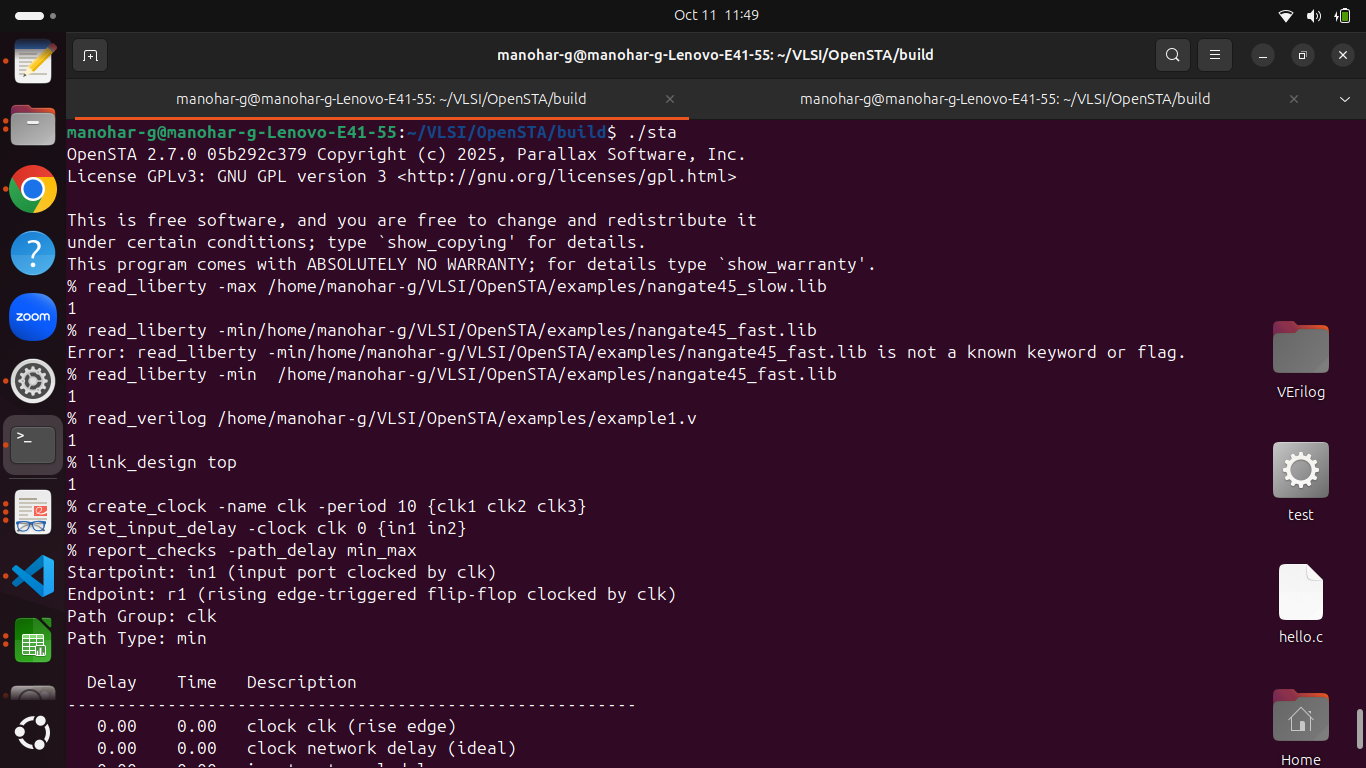 Oct 11 11:49
manohar-g@manohar-g-Lenovo-E41-55: ~/VLSI/OpenSTA/build
manohar-g@manohar-g-Lenovo-E41-55: ~/VLSI/OpenSTA/build
manohar-g@manohar-g-Lenovo-E41-55: ~/VLSI/OpenSTA/build
manohar-g@manohar-g-Lenovo-E41-55:~/VLSI/OpenSTA/build$ ./sta
OpenSTA 2.7.0 05b292c379 Copyright (c) 2025, Parallax Software, Inc.
License GPLv3: GNU GPL version 3 <http://gnu.org/licenses/gpl.html>
This is free software, and you are free to change and redistribute it
under certain conditions; type `show_copying' for details.
This program comes with ABSOLUTELY NO WARRANTY; for details type `show_warranty'.
% read_liberty -max /home/manohar-g/VLSI/OpenSTA/examples/nangate45_slow.lib
1
% read_liberty -min/home/manohar-g/VLSI/OpenSTA/examples/nangate45_fast.lib
Error: read_liberty -min/home/manohar-g/VLSI/OpenSTA/examples/nangate45_fast.lib is not a known keyword or flag.
% read_liberty -min  /home/manohar-g/VLSI/OpenSTA/examples/nangate45_fast.lib
1
% read_verilog /home/manohar-g/VLSI/OpenSTA/examples/example1.v
1
% link_design top
1
% create_clock -name clk -period 10 {clk1 clk2 clk3}
% set_input_delay -clock clk 0 {in1 in2}
% report_checks -path_delay min_max
Startpoint: in1 (input port clocked by clk)
Endpoint: r1 (rising edge-triggered flip-flop clocked by clk)
Path Group: clk
Path Type: min
Delay    Time   Description
---------------------------------------------------------
0.00    0.00   clock clk (rise edge)
0.00    0.00   clock network delay (ideal)
zoom
VErilog
test
hello.c
Home